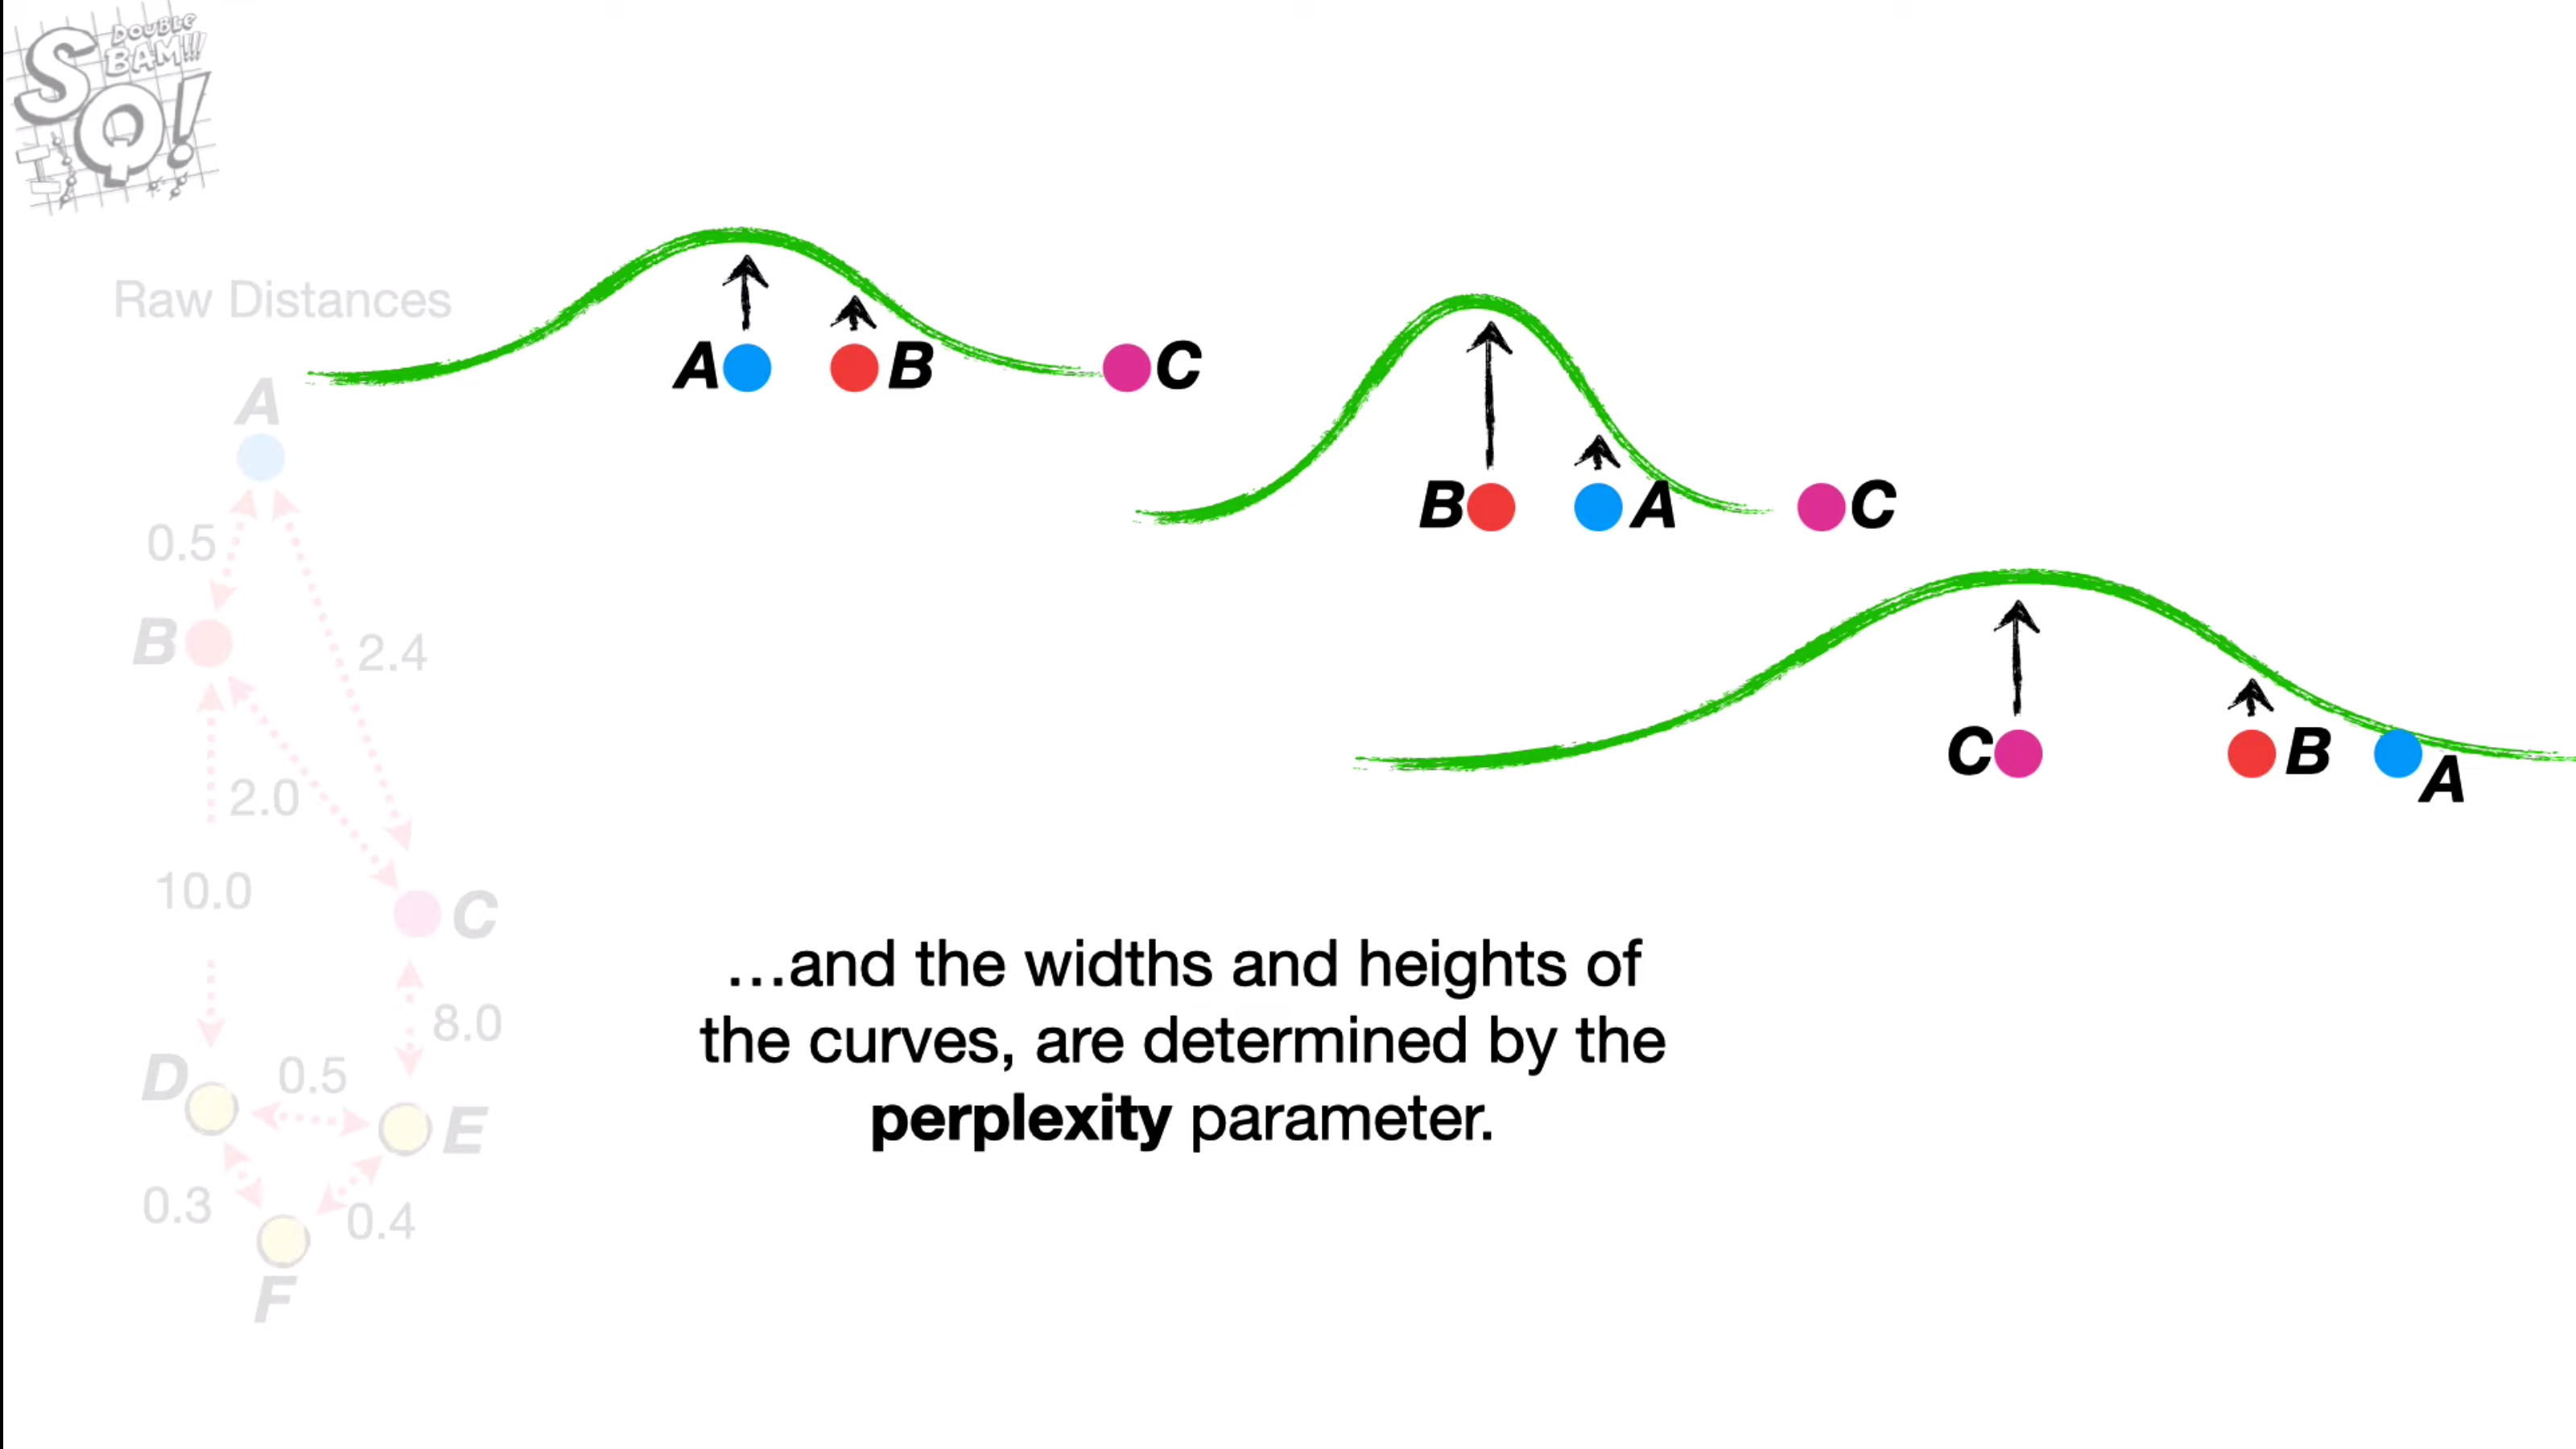 DOUBLE
BAM!!!
SQ!
Raw Distances
A
0.5
B
2.4
2.0
10.0
C
8.0
D
0.5
E
0.3
0.4
F
A B C
B A C
C B A
...and the widths and heights of
the curves, are determined by the
perplexity parameter.